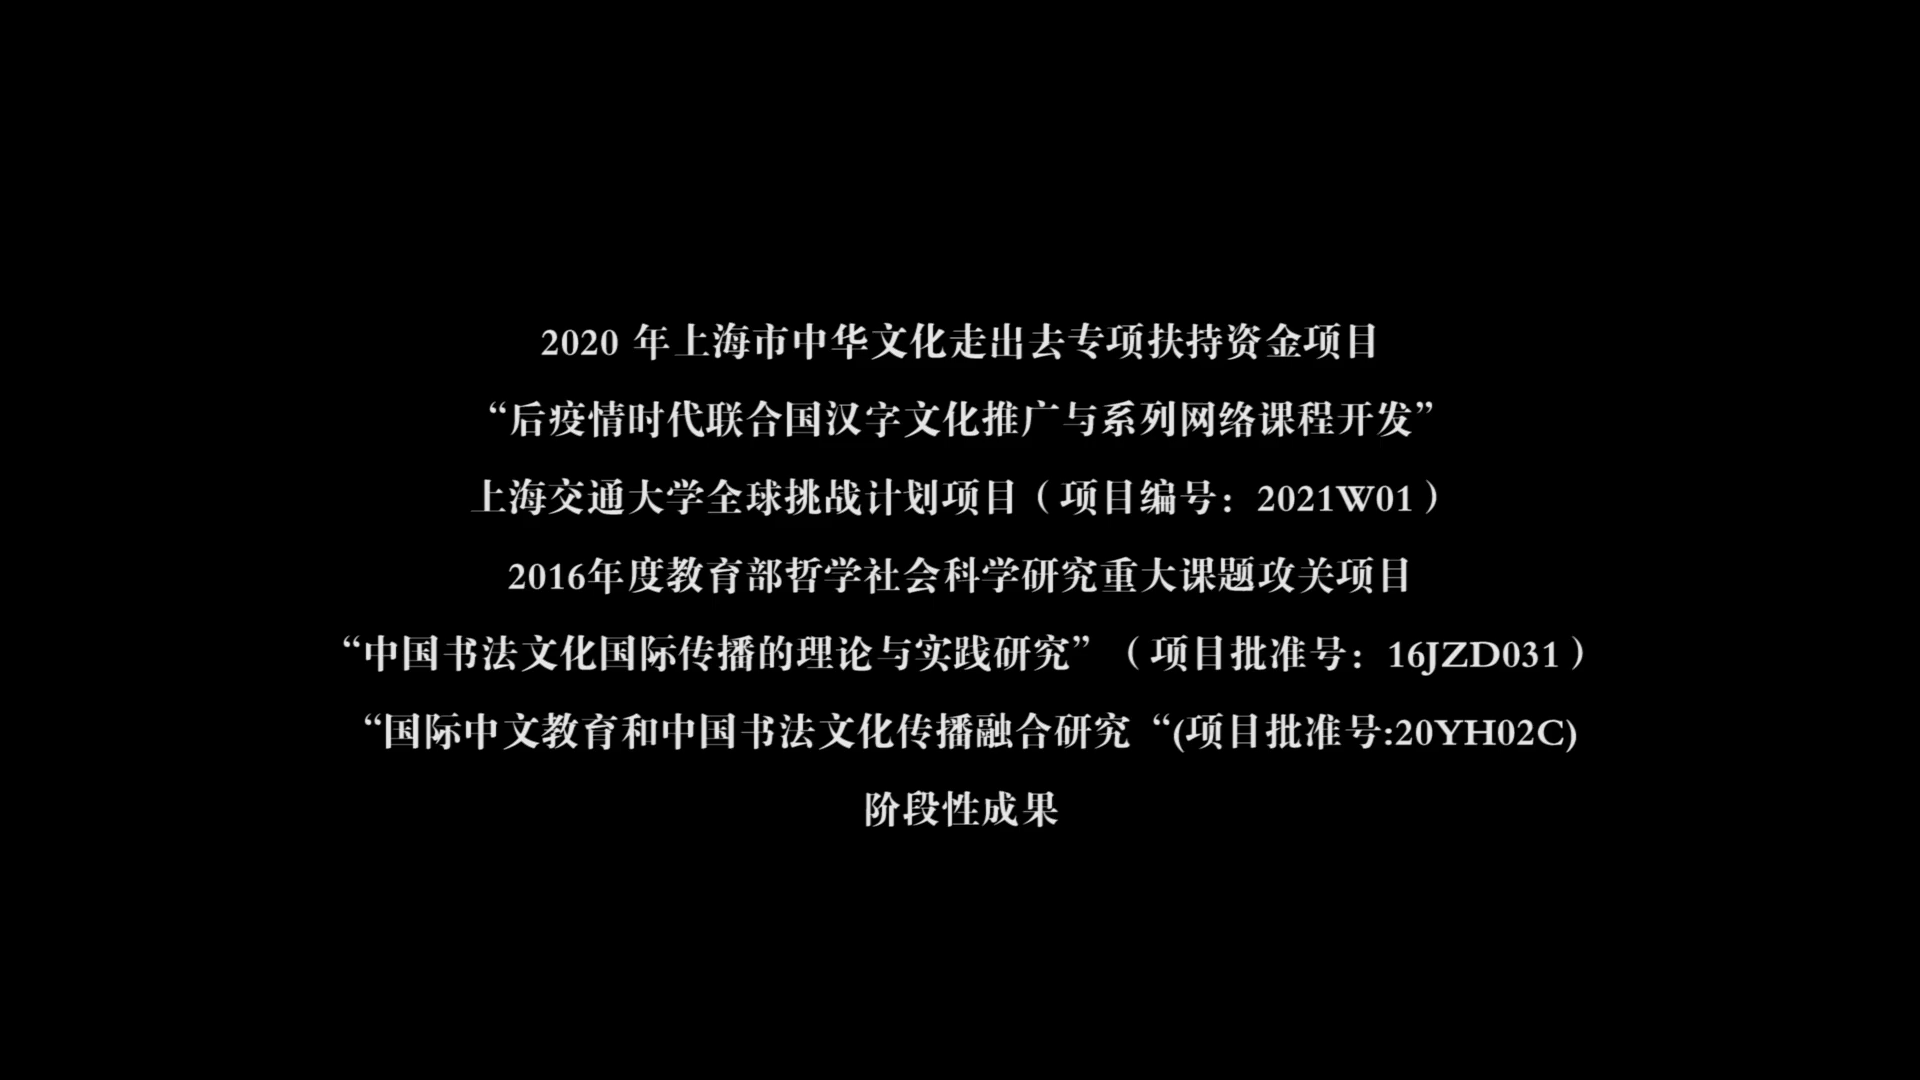 2020 年上海市中华文化走出去专项扶持资金项目
“后疫情时代联合国汉字文化推广与系列网络课程开发”
上海交通大学全球挑战计划项目（项目编号：2021W01）
2016年度教育部哲学社会科学研究重大课题攻关项目
“中国书法文化国际传播的理论与实践研究”（项目批准号：16JZD031）
“国际中文教育和中国书法文化传播融合研究“(项目批准号:20YH02C)
阶段性成果